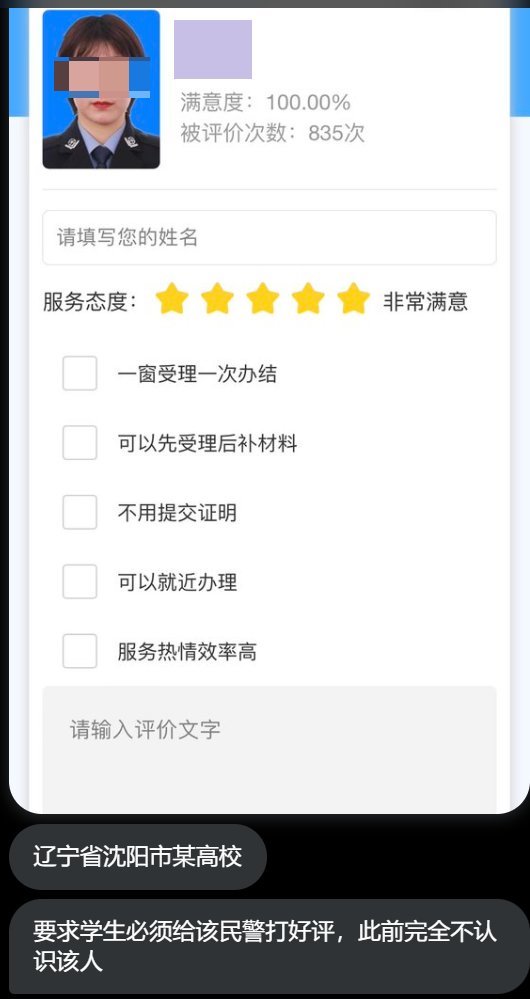 满意度：100.00%
被评价次数：835次
请填写您的姓名
服务态度：
非常满意
一窗受理一次办结
可以先受理后补材料
不用提交证明
可以就近办理
服务热情效率高
请输入评价文字
辽宁省沈阳市某高校
要求学生必须给该民警打好评，此前完全不认
识该人